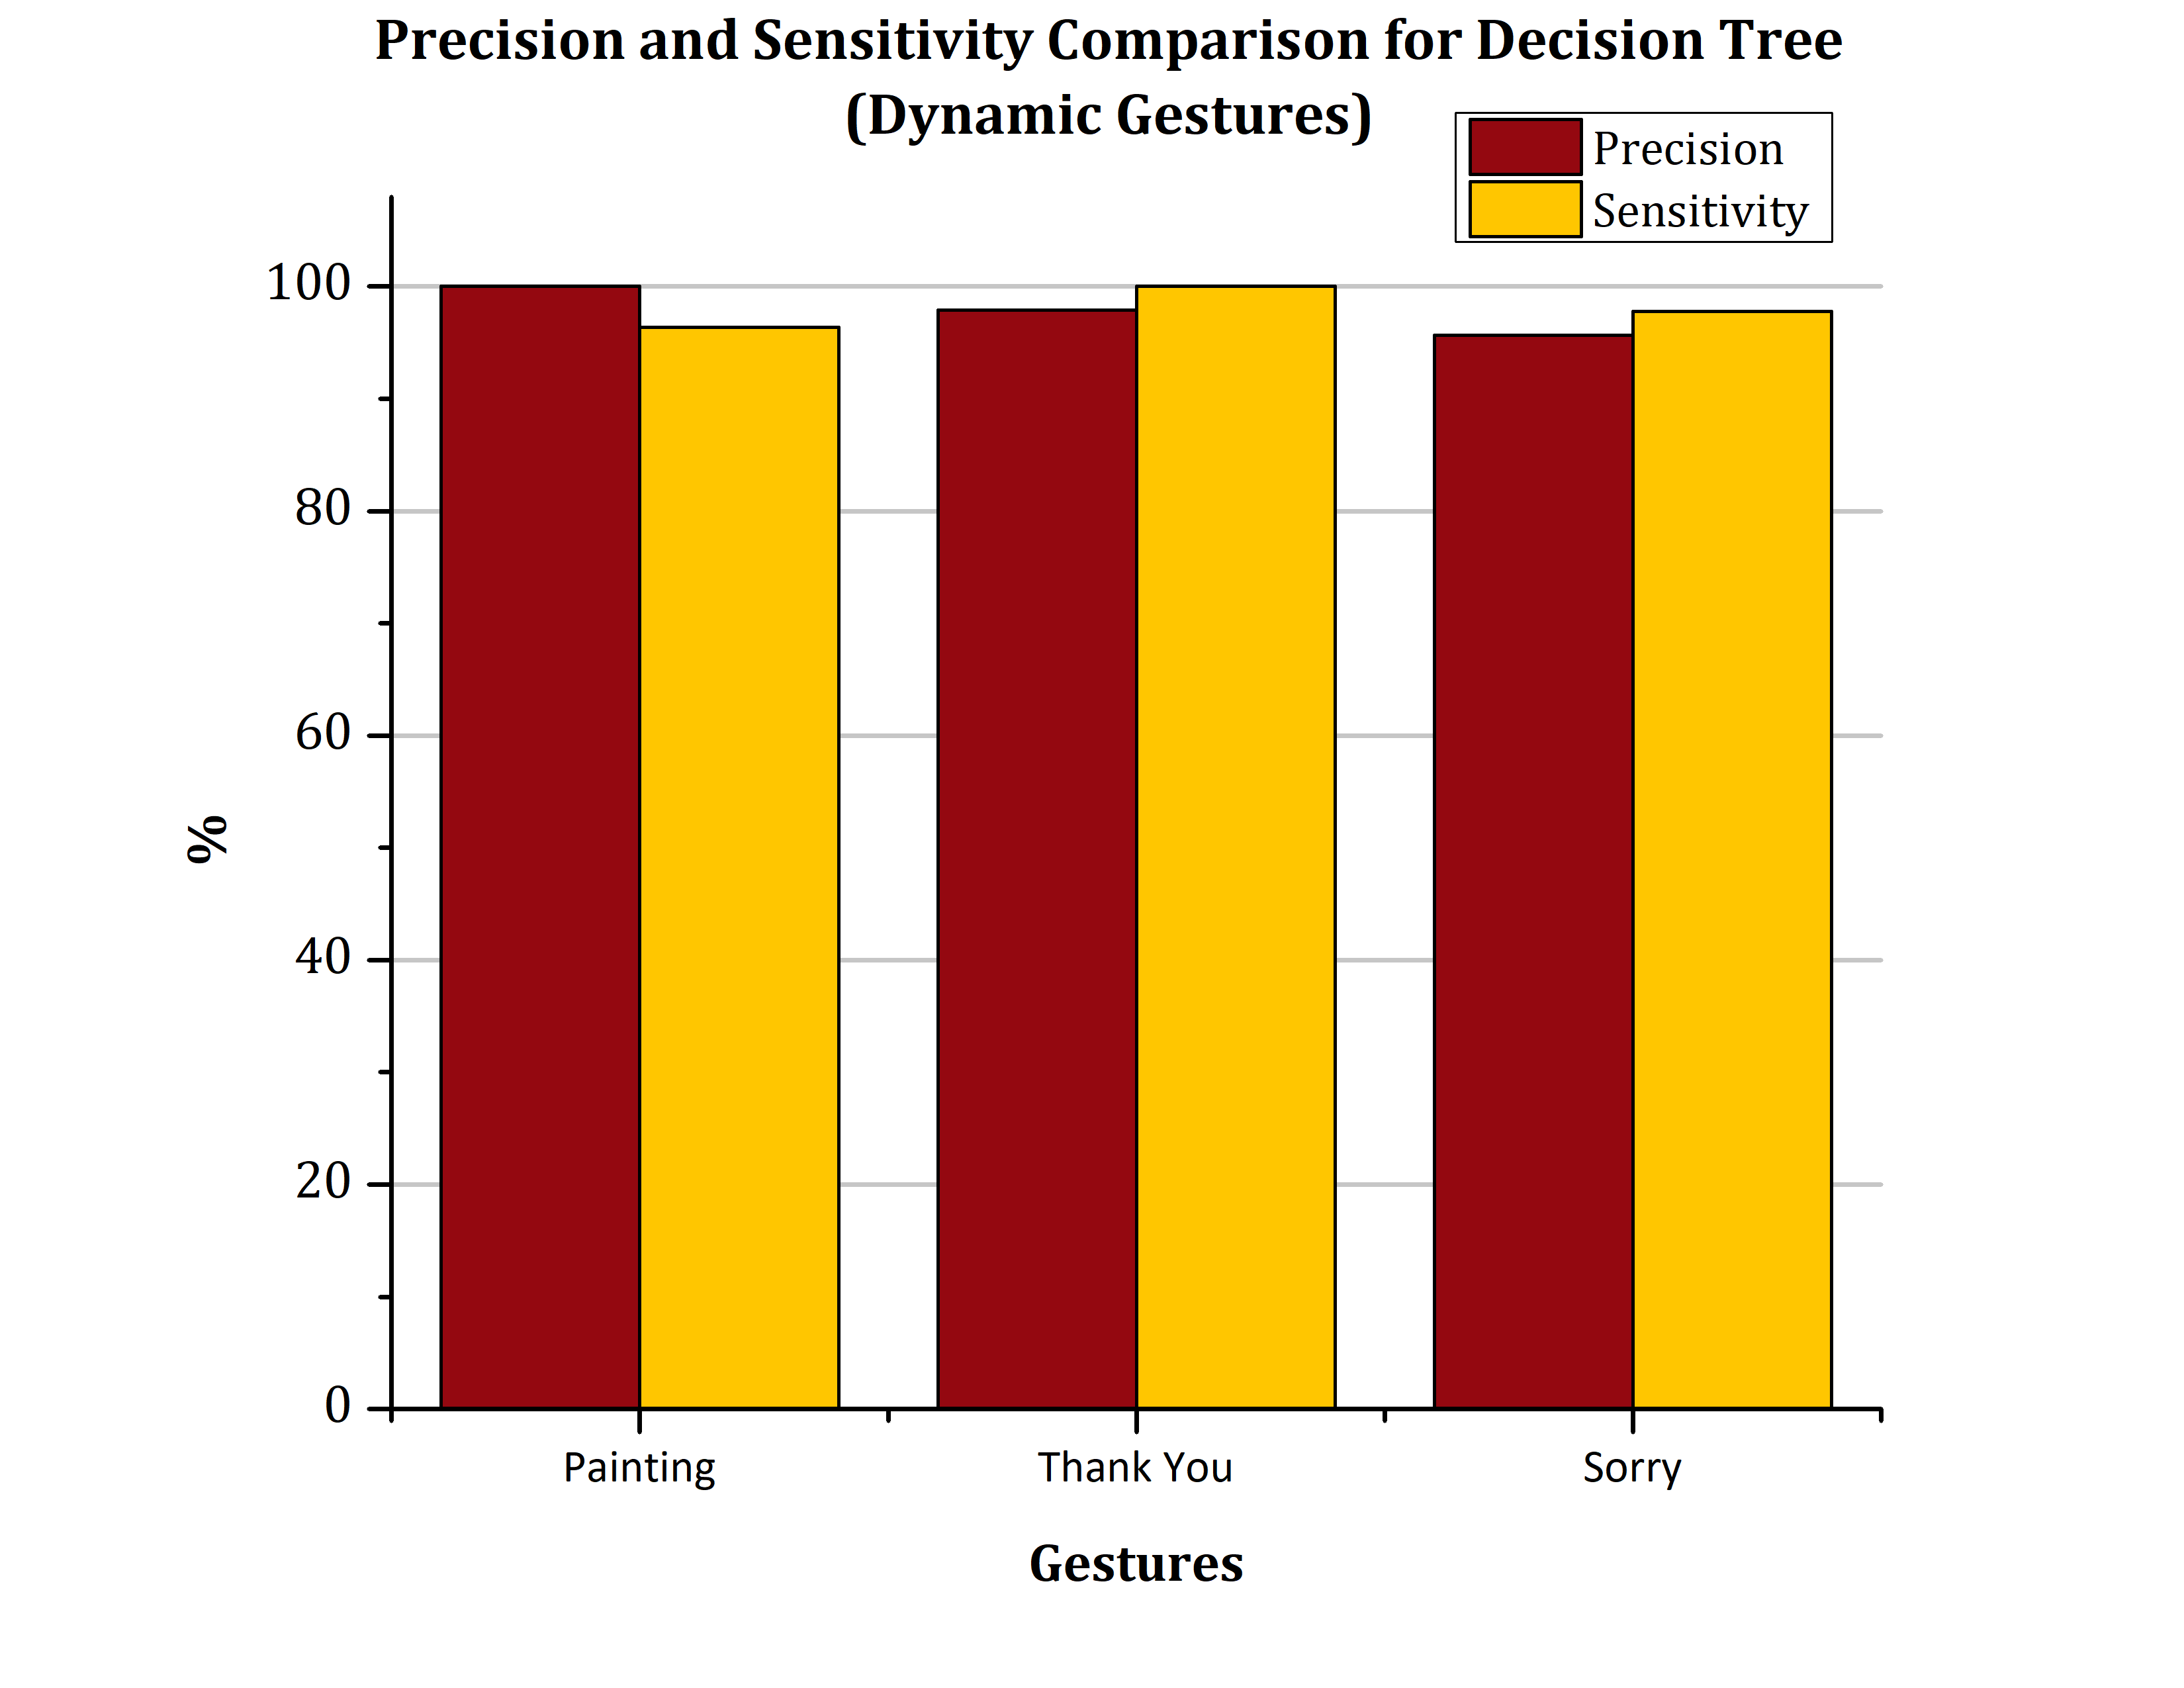 Precision and Sensitivity Comparison for Decision Tree
(Dynamic Gestures)
Precision
Sensitivity
100
80
60
40
20
0
%
Painting
Thank You
Sorry
Gestures